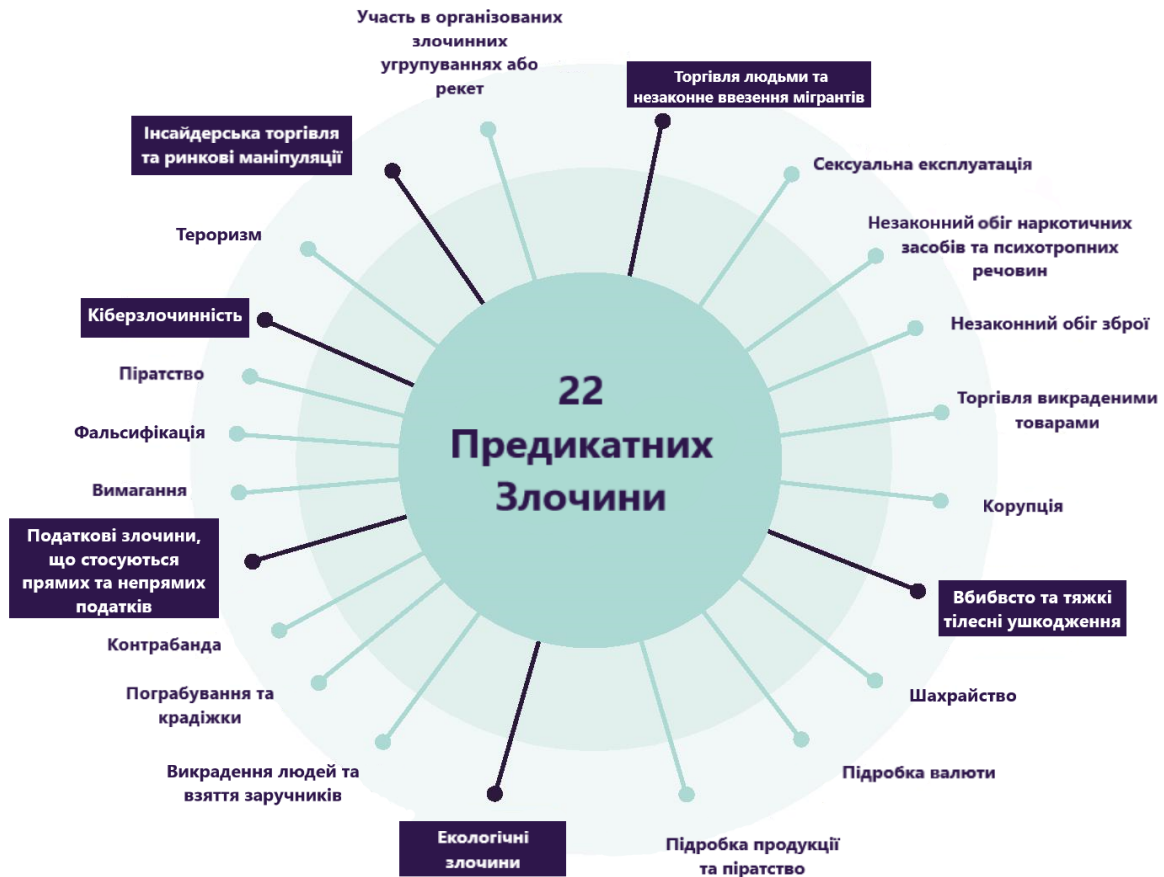 22
Предикатних
Злочини
Участь в організованих
злочинних
угрупуваннях або
рекет
Торгівля людьми та
незаконне ввезення мігрантів
Сексуальна експлуатація
Незаконний обіг наркотичних
засобів та психотропних
речовин
Незаконний обіг зброї
Торгівля викраденими
товарами
Корупція
Вбибвсто та тяжкі
тілесні ушкодження
Шахрайство
Підробка валюти
Підробка продукції
та піратство
Екологічні
злочини
Викрадення людей та
взяття заручників
Пограбування та
крадіжки
Контрабанда
Податкові злочини,
що стосуються
прямих та непрямих
податків
Вимагання
Фальсифікація
Піратство
Кіберзлочинність
Тероризм
Інсайдерська торгівля
та ринкові маніпуляції